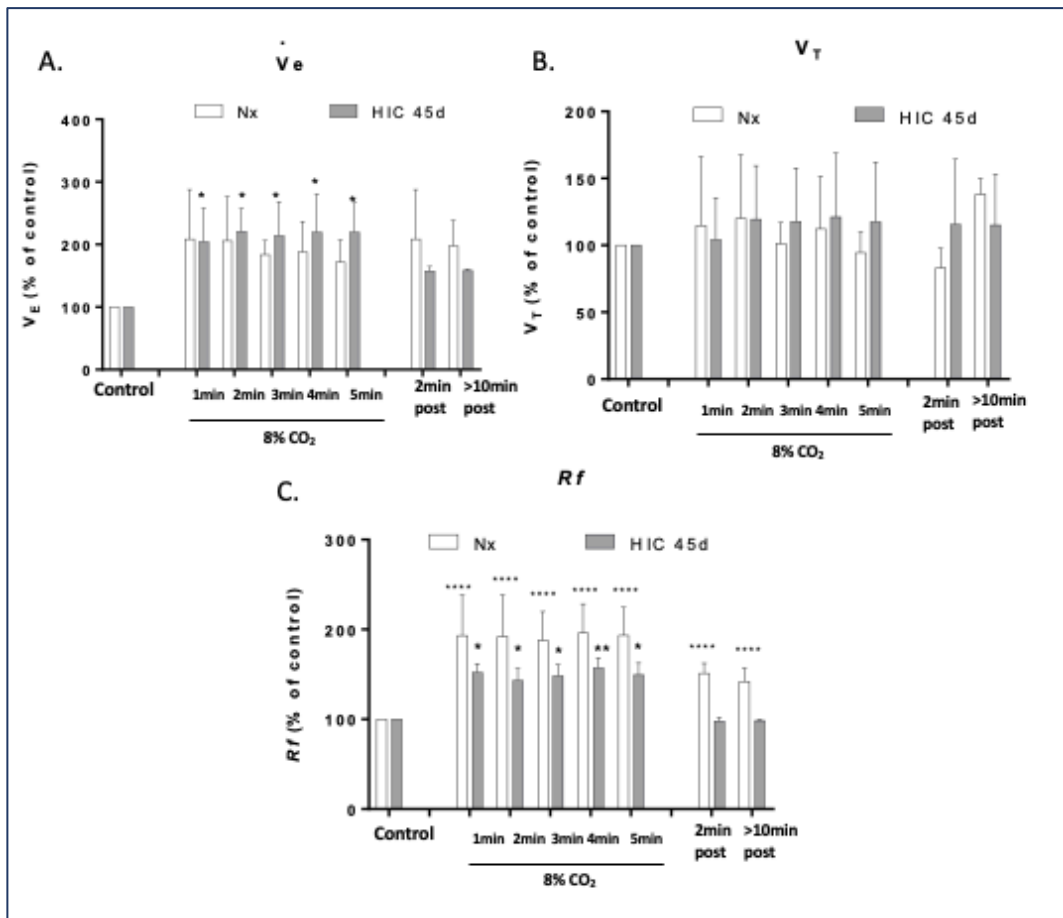 A.
V̇e
Nx
HIC 45d
V_E (% of control)
400
300
200
100
0
* * * * *
Control
1min 2min 3min 4min 5min
2min post
>10min post
8% CO₂
B.
V_T
Nx
HIC 45d
V_T (% of control)
200
150
100
50
0
Control
1min 2min 3min 4min 5min
2min post
>10min post
8% CO₂
C.
Rf
Nx
HIC 45d
Rf (% of control)
300
200
100
0
**** **** **** **** **** **** ****
* * * ** *
Control
1min 2min 3min 4min 5min
2min post
>10min post
8% CO₂